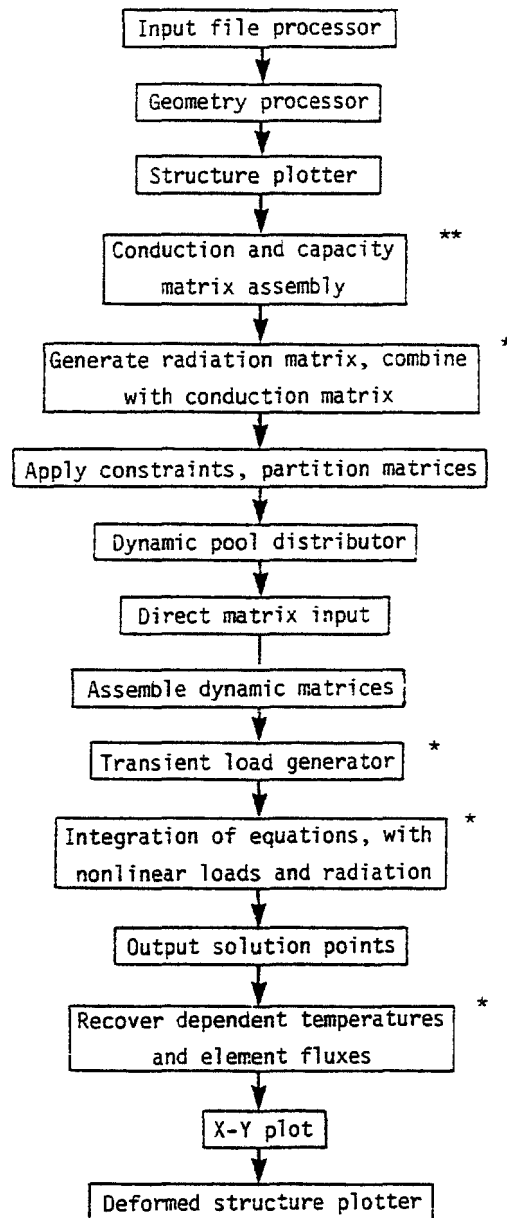 Input file processor
Geometry processor
Structure plotter
**
Conduction and capacity
matrix assembly
*
Generate radiation matrix, combine
with conduction matrix
Apply constraints, partition matrices
Dynamic pool distributor
Direct matrix input
Assemble dynamic matrices
Transient load generator *
Integration of equations, with *
nonlinear loads and radiation
Output solution points
Recover dependent temperatures *
and element fluxes
X-Y plot
Deformed structure plotter